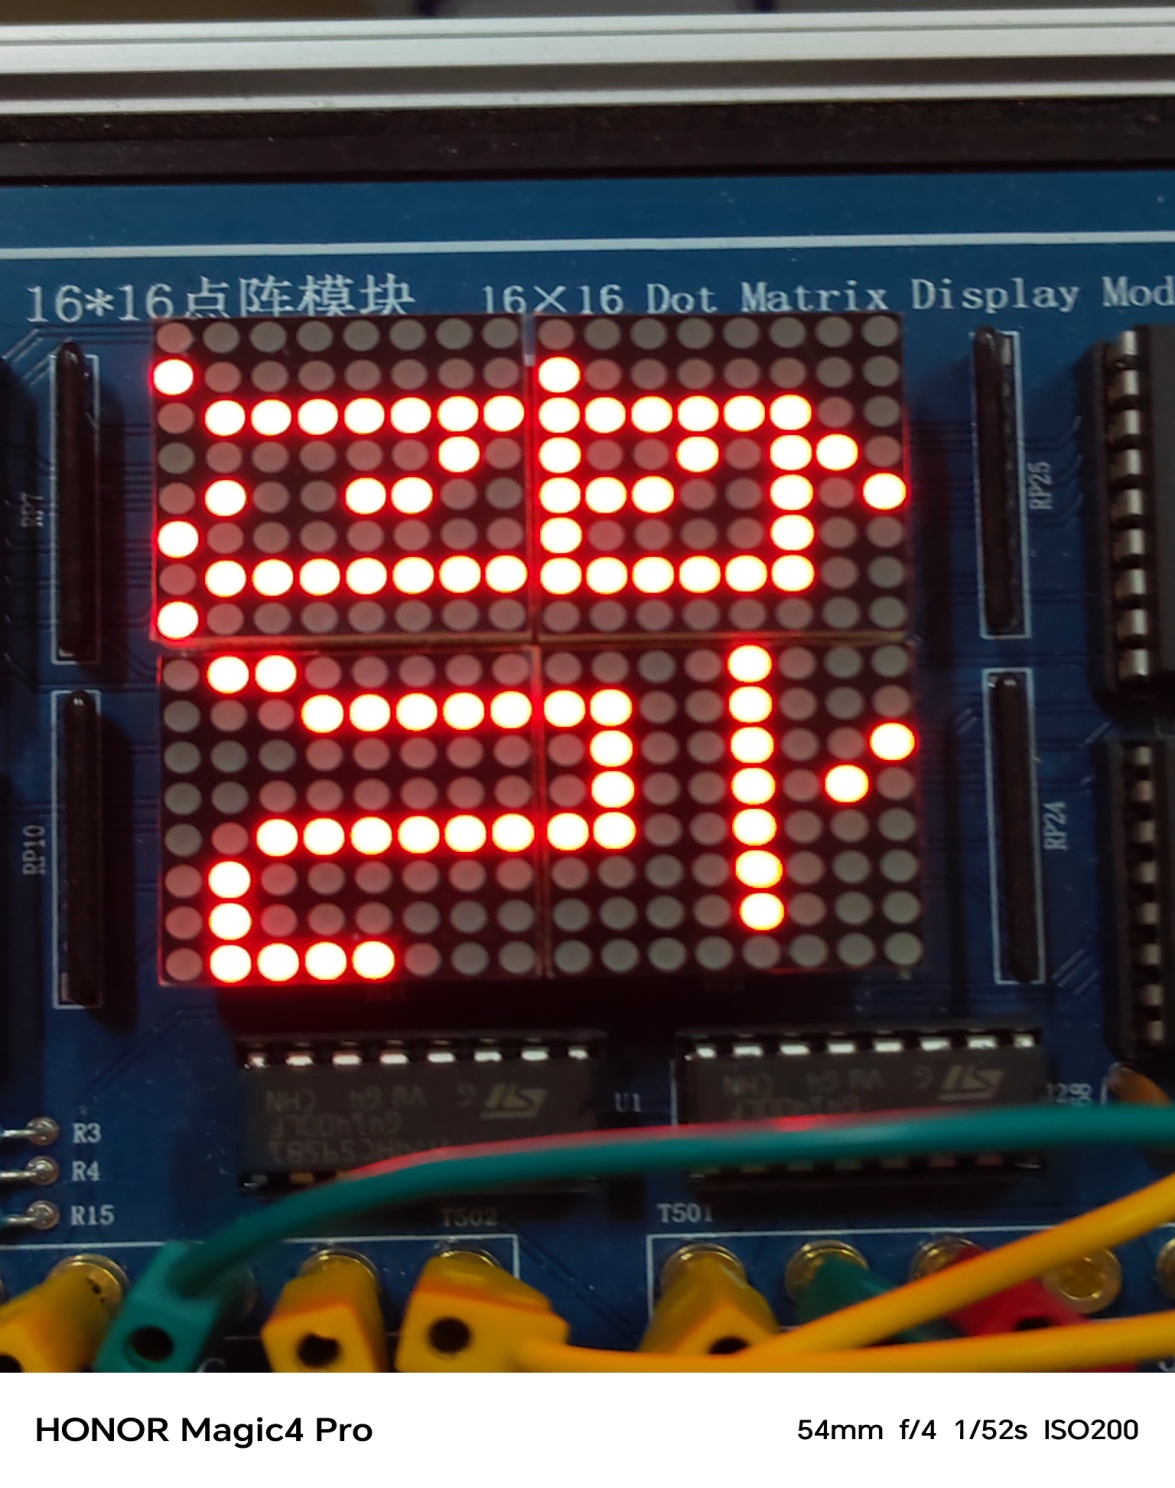 16*16点阵模块 16×16 Dot Matrix Display Mod
RP7
RP25
RP10
RP24
U1
R3
R4
R15
T502
T501
HONOR Magic4 Pro
54mm f/4 1/52s ISO200